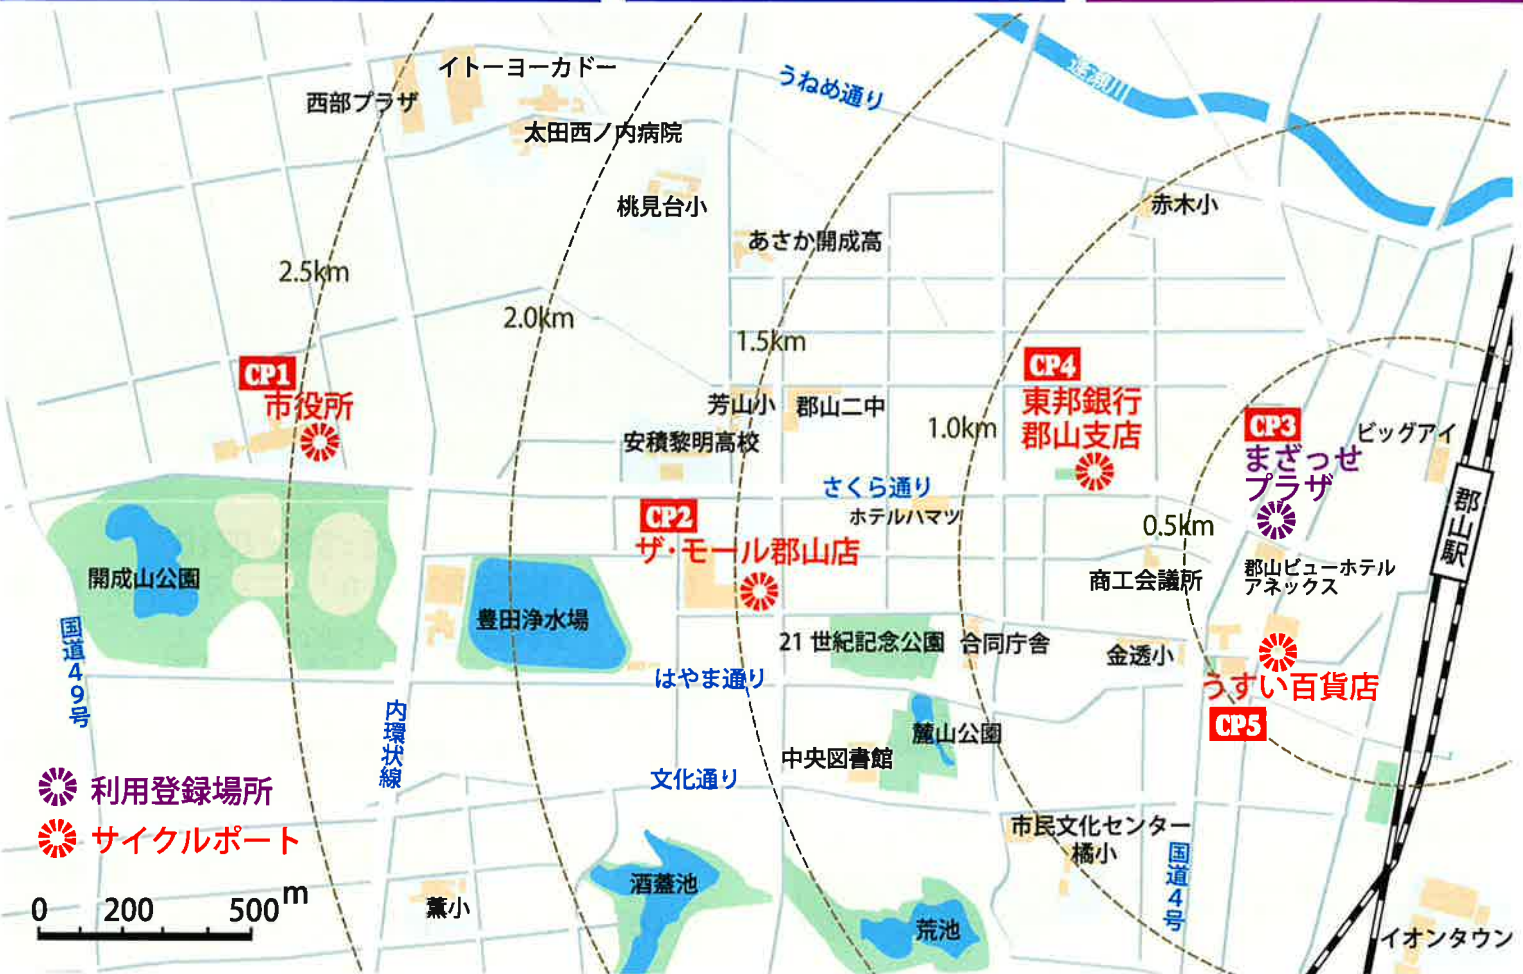 イトーヨーカドー
西部プラザ
太田西ノ内病院
うねめ通り
逢瀬川
桃見台小
赤木小
あさか開成高
2.5km
2.0km
1.5km
CP1
市役所
CP4
東邦銀行
郡山支店
芳山小
郡山二中
1.0km
CP3
まざっせ
プラザ
ビッグアイ
安積黎明高校
さくら通り
ホテルハマツ
CP2
ザ・モール郡山店
0.5km
郡山駅
開成山公園
豊田浄水場
商工会議所
郡山ビューホテル
アネックス
21世紀記念公園
合同庁舎
金透小
国道49号
はやま通り
うすい百貨店
CP5
内環状線
麓山公園
中央図書館
文化通り
利用登録場所
サイクルポート
市民文化センター
橘小
国道4号
酒蓋池
荒池
薫小
イオンタウン
0 200 500m